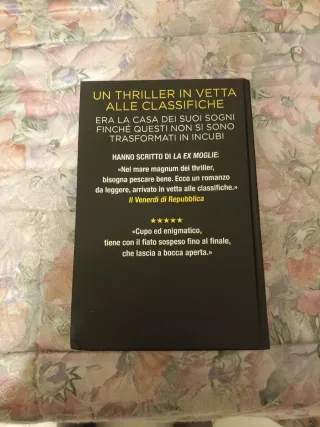 UN THRILLER IN VETTA
ALLE CLASSIFICHE
ERA LA CASA DEI SUOI SOGNI
FINCHÉ QUESTI NON SI SONO
TRASFORMATI IN INCUBI
HANNO SCRITTO DI LA EX MOGLIE:
«Nel mare magnum dei thriller,
bisogna pescare bene. Ecco un romanzo
da leggere, arrivato in vetta alle classifiche.»
Il Venerdì di Repubblica
★★★★★
«Cupo ed enigmatico,
tiene con il fiato sospeso fino al finale,
che lascia a bocca aperta.»